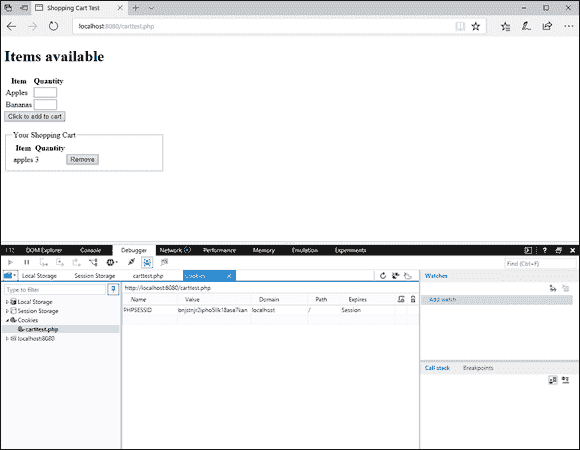 Shopping Cart Test
localhost:8080/carttest.php
Items available
Item Quantity
Apples
Bananas
Click to add to cart
Your Shopping Cart
Item Quantity
apples 3 Remove
F12 DOM Explorer Console Debugger Network Performance Memory Emulation Experiments
Find (Ctrl+F)
Local Storage Session Storage carttest.php Cookies
Watches
Type to filter
http://localhost:8080/carttest.php
Name Value Domain Path Expires
Add watch
Local Storage
PHPSESSID localhost / Session
Session Storage
Cookies
carttest.php
localhost:8080
Call stack Breakpoints